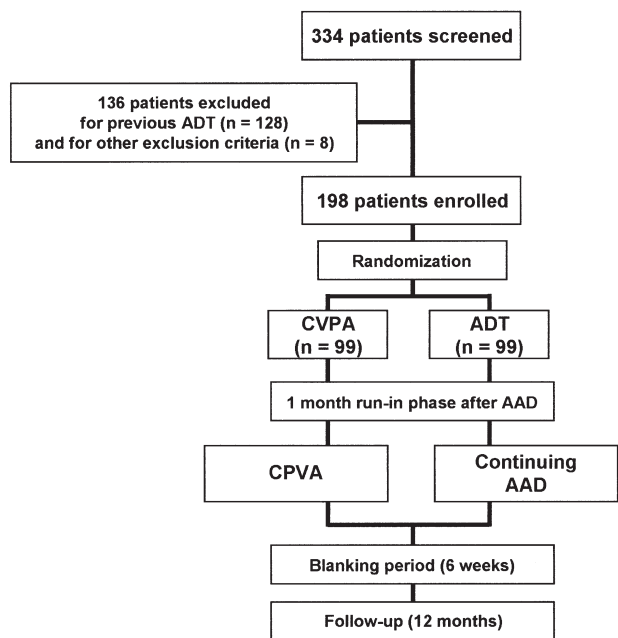 334 patients screened
136 patients excluded
for previous ADT (n = 128)
and for other exclusion criteria (n = 8)
198 patients enrolled
Randomization
CVPA
(n = 99)
ADT
(n = 99)
1 month run-in phase after AAD
CPVA
Continuing
AAD
Blanking period (6 weeks)
Follow-up (12 months)